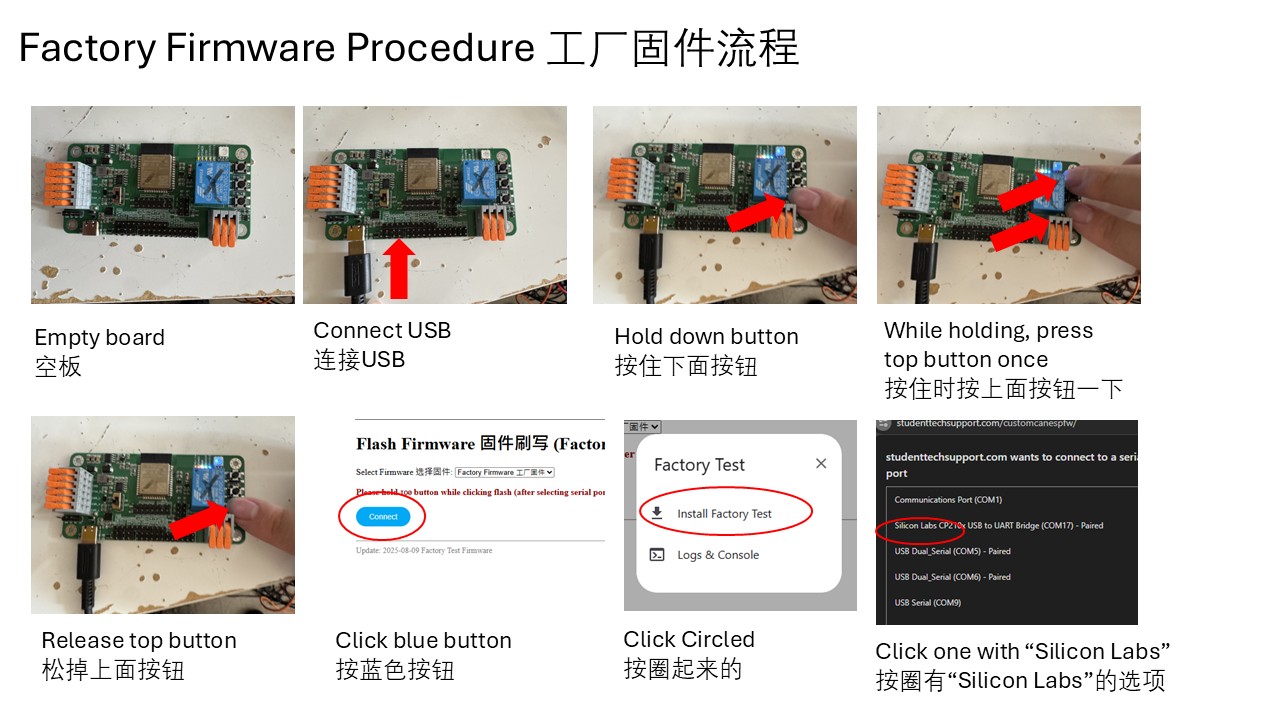 Factory Firmware Procedure 工厂固件流程
Empty board
空板
Connect USB
连接USB
Hold down button
按住下面按钮
While holding, press
top button once
按住时按上面按钮一下
Release top button
松掉上面按钮
Flash Firmware 固件刷写 (Factor
Select Firmware 选择固件: Factory Firmware 工厂固件
Please hold top button while clicking flash (after selecting serial por
Connect
Update: 2025-08-09 Factory Test Firmware
Click blue button
按蓝色按钮
厂固件
er
Factory Test
Install Factory Test
Logs & Console
Click Circled
按圈起来的
studenttechsupport.com/customcanespfw/
studenttechsupport.com wants to connect to a seria
port
Communications Port (COM1)
Silicon Labs CP210x USB to UART Bridge (COM17) - Paired
USB Dual_Serial (COM5) - Paired
USB Dual_Serial (COM6) - Paired
USB Serial (COM9)
Click one with “Silicon Labs”
按圈有“Silicon Labs”的选项